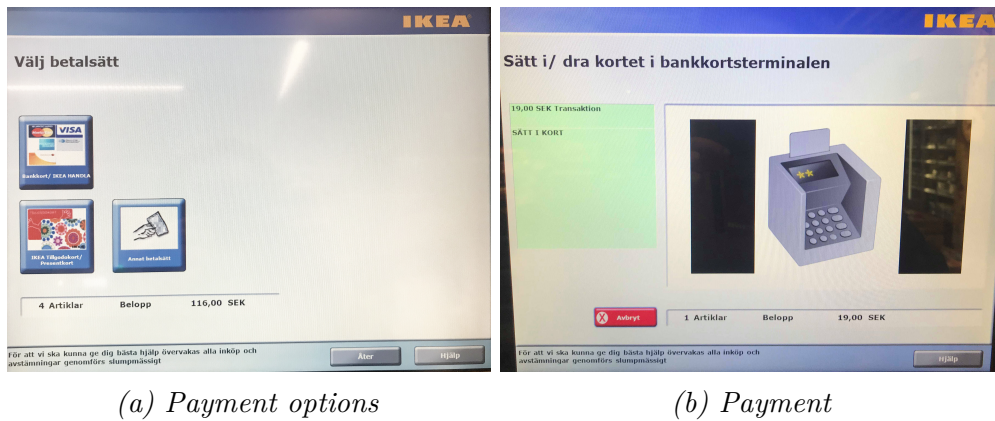 IKEA
Välj betalsätt
VISA
Bankkort/ IKEA HANDLA
IKEA Tillgodokort/
Presentkort
Annat betalsätt
4 Artiklar Belopp 116,00 SEK
För att vi ska kunna ge dig bästa hjälp övervakas alla inköp och
avstämningar genomförs slumpmässigt
Åter
Hjälp
(a) Payment options
IKEA
Sätt i/ dra kortet i bankkortsterminalen
19,00 SEK Transaktion
SÄTT I KORT
Avbryt
1 Artiklar Belopp 19,00 SEK
För att vi ska kunna ge dig bästa hjälp övervakas alla inköp och
avstämningar genomförs slumpmässigt
Hjälp
(b) Payment